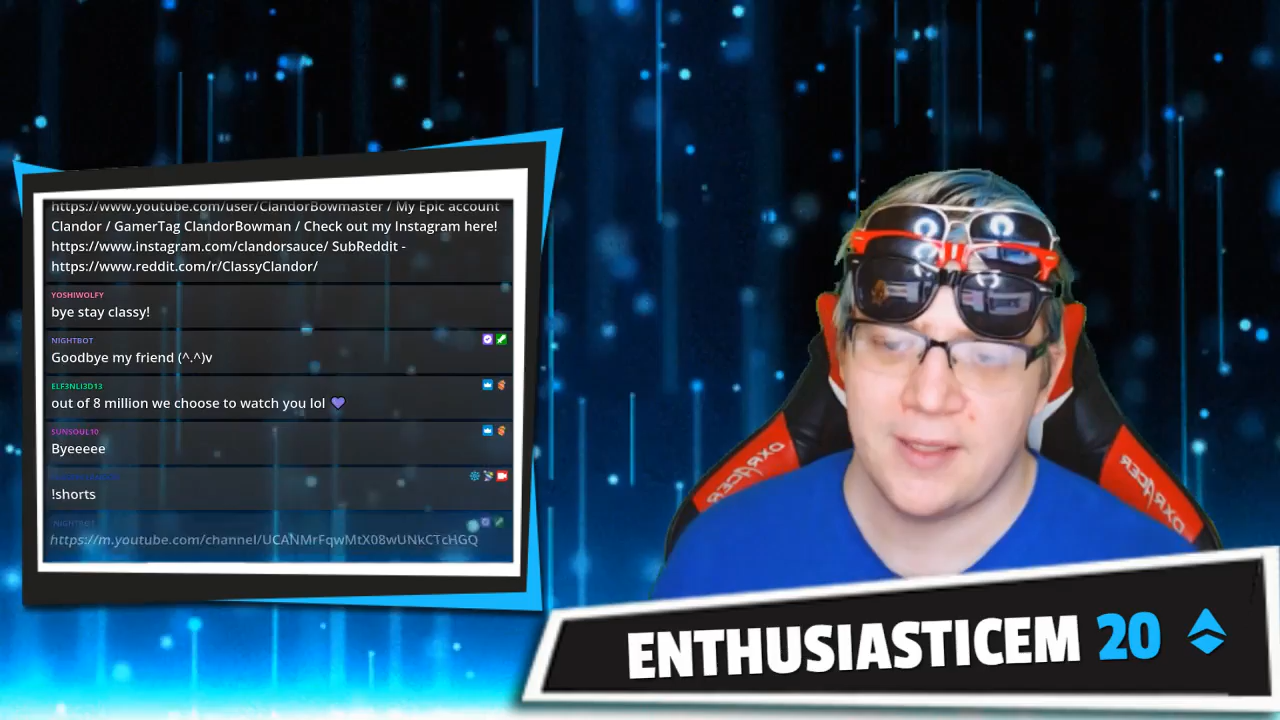 https://www.youtube.com/user/ClandorBowmaster / My Epic account
Clandor / GamerTag ClandorBowman / Check out my Instagram here!
https://www.instagram.com/clandorsauce/ SubReddit -
https://www.reddit.com/r/ClassyClandor/
YOSHIWOLFY
bye stay classy!
NIGHTBOT
Goodbye my friend (^.^)v
ELF3NLI3D13
out of 8 million we choose to watch you lol 💜
SUNSOUL10
Byeeeee
!shorts
NIGHTBOT
https://m.youtube.com/channel/UCANMrFqwMtX08wUNkCTcHGQ
DXRACER
DXRACER
ENTHUSIASTICEM 20